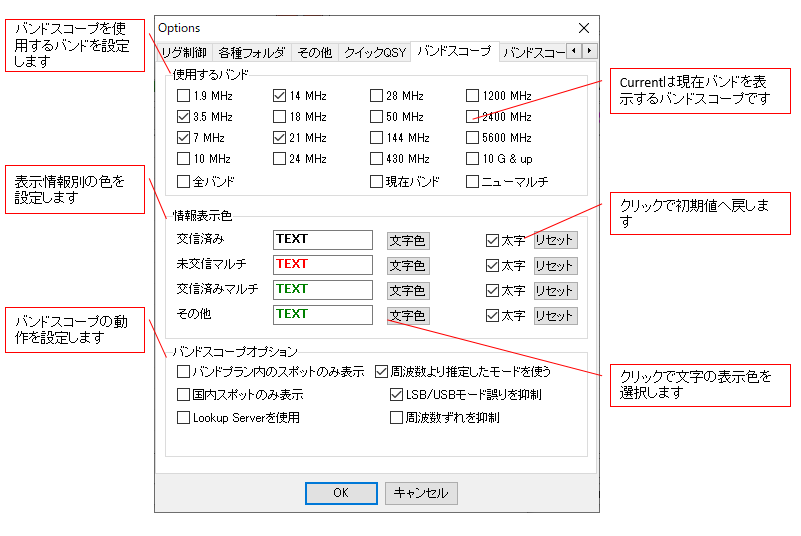 バンドスコープを使
用するバンドを設定
します
表示情報別の色を
設定します
バンドスコープの動
作を設定します
Options
リグ制御 各種フォルダ その他 クイックQSY バンドスコープ バンドスコー
使用するバンド
1.9 MHz 14 MHz 28 MHz 1200 MHz
3.5 MHz 18 MHz 50 MHz 2400 MHz
7 MHz 21 MHz 144 MHz 5600 MHz
10 MHz 24 MHz 430 MHz 10 G & up
全バンド 現在バンド ニューマルチ
情報表示色
交信済み TEXT 文字色 太字 リセット
未交信マルチ TEXT 文字色 太字 リセット
交信済みマルチ TEXT 文字色 太字 リセット
その他 TEXT 文字色 太字 リセット
バンドスコープオプション
バンドプラン内のスポットのみ表示 周波数より推定したモードを使う
国内スポットのみ表示 LSB/USBモード誤りを抑制
Lookup Serverを使用 周波数ずれを抑制
OK キャンセル
Currentは現在バンドを表
示するバンドスコープです
クリックで初期値へ戻しま
す
クリックで文字の表示色を
選択します